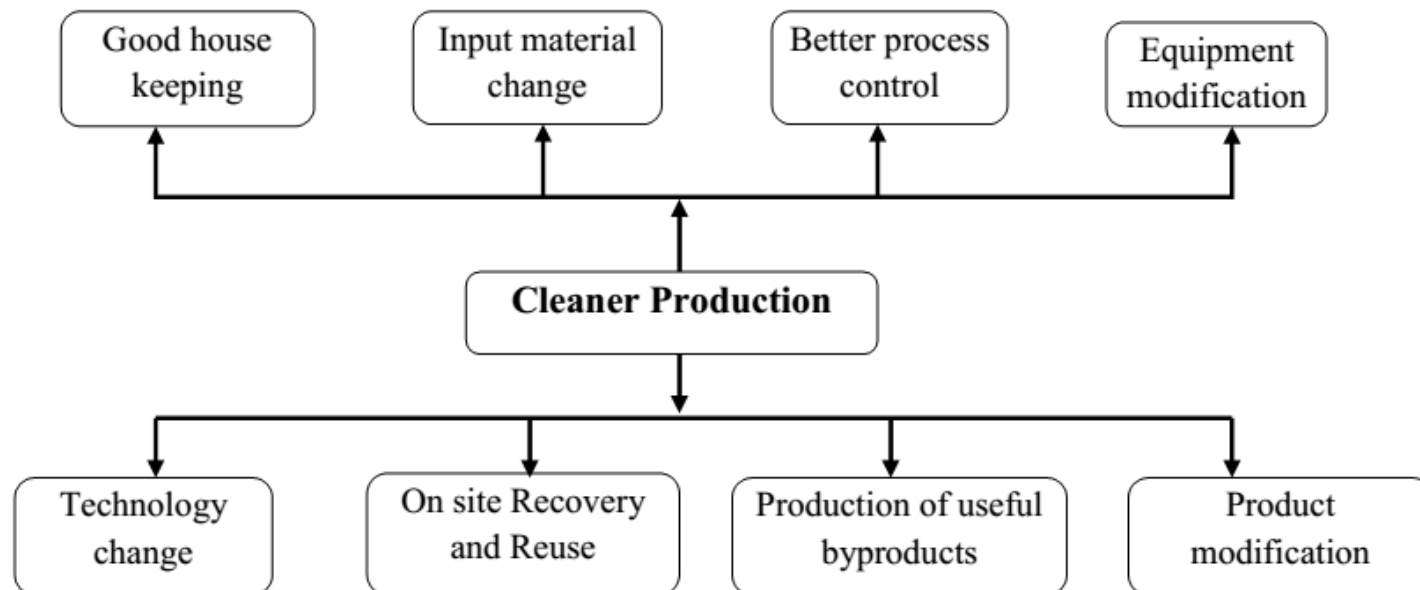 Good house
keeping
Input material
change
Better process
control
Equipment
modification
Cleaner Production
Technology
change
On site Recovery
and Reuse
Production of useful
byproducts
Product
modification